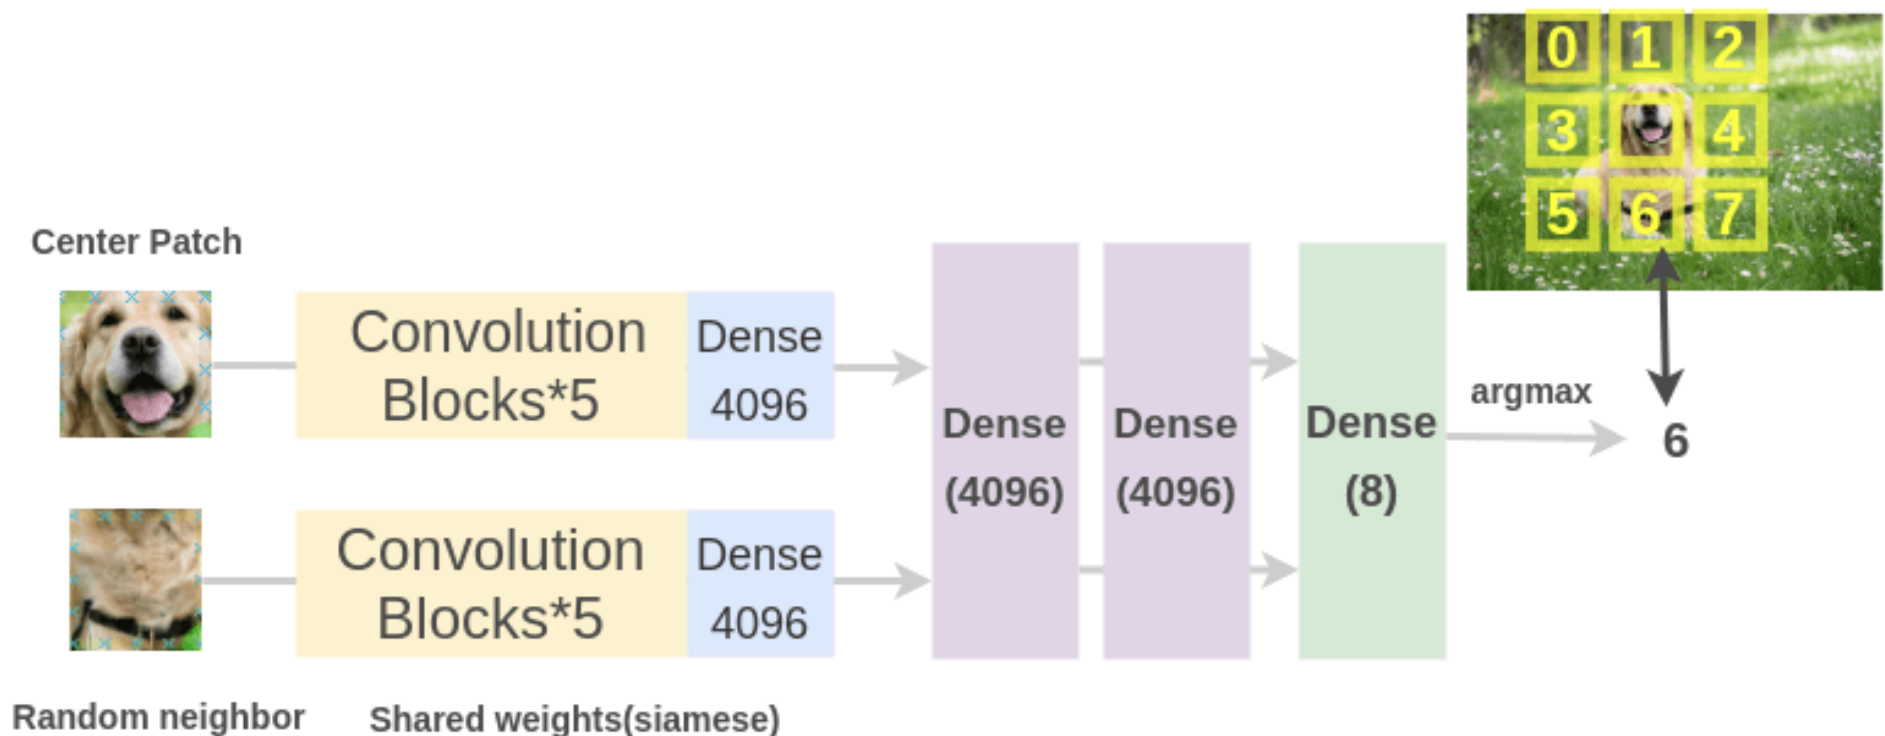 0 1 2
3 4
5 6 7
Center Patch
Convolution
Blocks*5
Dense
4096
Convolution
Blocks*5
Dense
4096
Dense
(4096)
Dense
(4096)
Dense
(8)
argmax
6
Random neighbor
Shared weights(siamese)